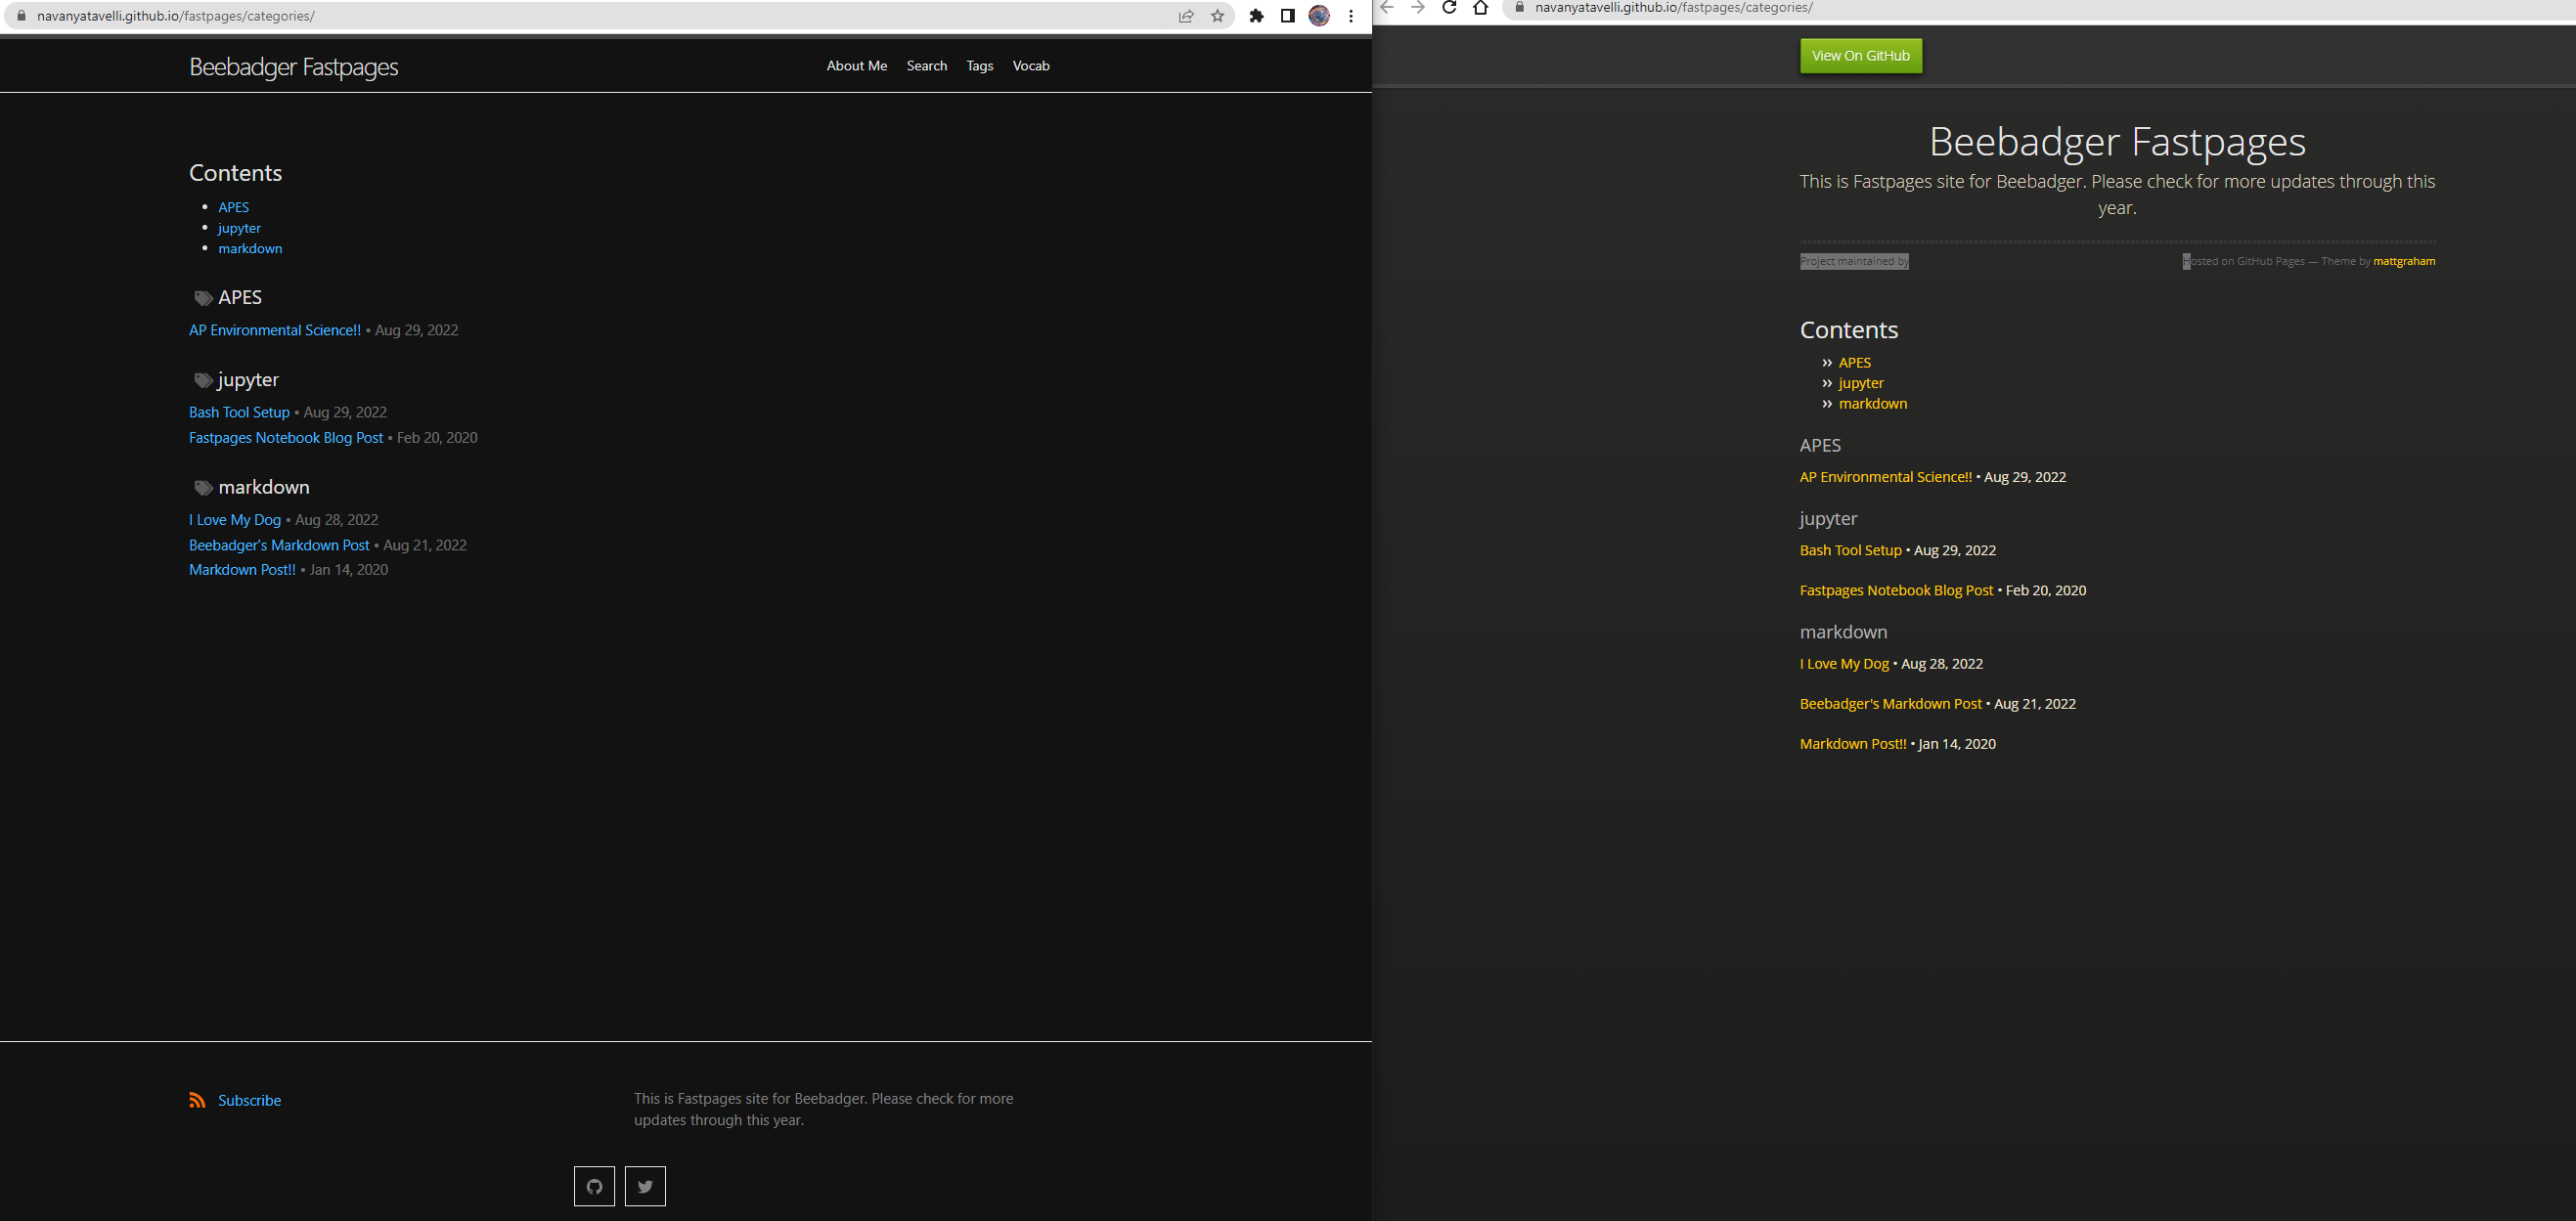 navanyatavelli.github.io/fastpages/categories/
Beebadger Fastpages
About Me Search Tags Vocab
Contents
APES
jupyter
markdown
APES
AP Environmental Science!! • Aug 29, 2022
jupyter
Bash Tool Setup • Aug 29, 2022
Fastpages Notebook Blog Post • Feb 20, 2020
markdown
I Love My Dog • Aug 28, 2022
Beebadger's Markdown Post • Aug 21, 2022
Markdown Post!! • Jan 14, 2020
Subscribe
This is Fastpages site for Beebadger. Please check for more
updates through this year.
navanyatavelli.github.io/fastpages/categories/
View On GitHub
Beebadger Fastpages
This is Fastpages site for Beebadger. Please check for more updates through this
year.
Project maintained by
Hosted on GitHub Pages — Theme by mattgraham
Contents
›› APES
›› jupyter
›› markdown
APES
AP Environmental Science!! • Aug 29, 2022
jupyter
Bash Tool Setup • Aug 29, 2022
Fastpages Notebook Blog Post • Feb 20, 2020
markdown
I Love My Dog • Aug 28, 2022
Beebadger's Markdown Post • Aug 21, 2022
Markdown Post!! • Jan 14, 2020